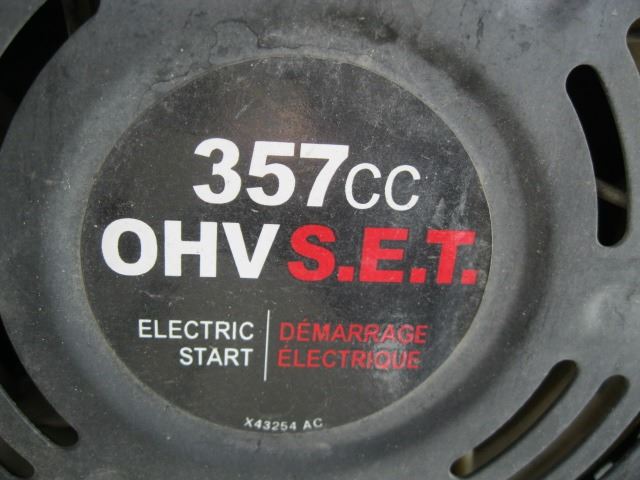 357cc
OHV S.E.T.
ELECTRIC START
DÉMARRAGE ÉLECTRIQUE
X43254 AC